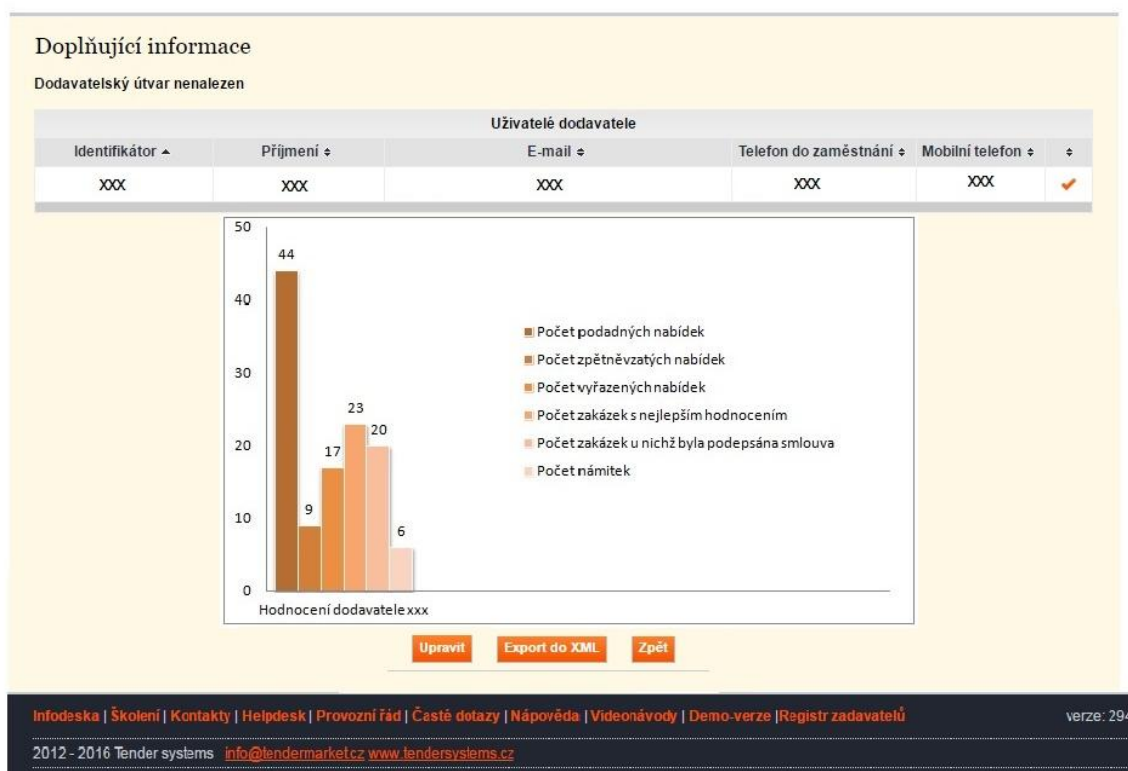 Doplňující informace
Dodavatelský útvar nenalezen
Uživatelé dodavatele
Identifikátor Příjmení E-mail Telefon do zaměstnání Mobilní telefon
XXX XXX XXX XXX XXX
50
44
40
30
23
20
20
17
10
9
6
0
Hodnocení dodavatele xxx
Počet podadných nabídek
Počet zpětněvzatých nabídek
Počet vyřazených nabídek
Počet zakázek s nejlepším hodnocením
Počet zakázek u nichž byla podepsána smlouva
Počet námitek
Upravit Export do XML Zpět
Infodeska | Školení | Kontakty | Helpdesk | Provozní řád | Časté dotazy | Nápověda | Videonávody | Demo-verze |Registr zadavatelů verze: 294
2012 - 2016 Tender systems info@tendermarket.cz www.tendersystems.cz